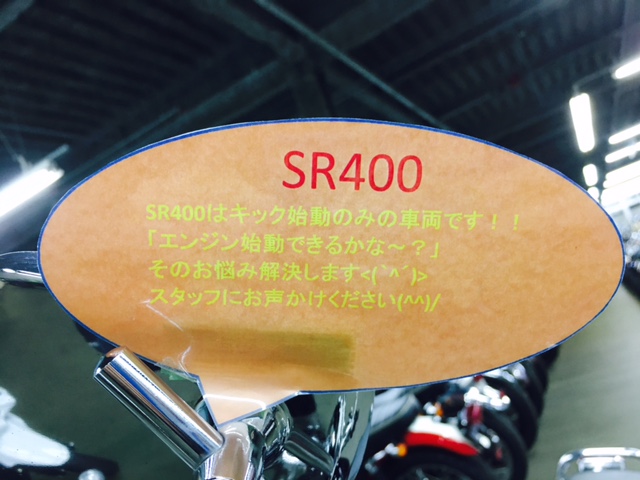 SR400
SR400はキック始動のみの車両です！！
「エンジン始動できるかな～？」
そのお悩み解決します<(｀^´)>
スタッフにお声かけください(^^)/